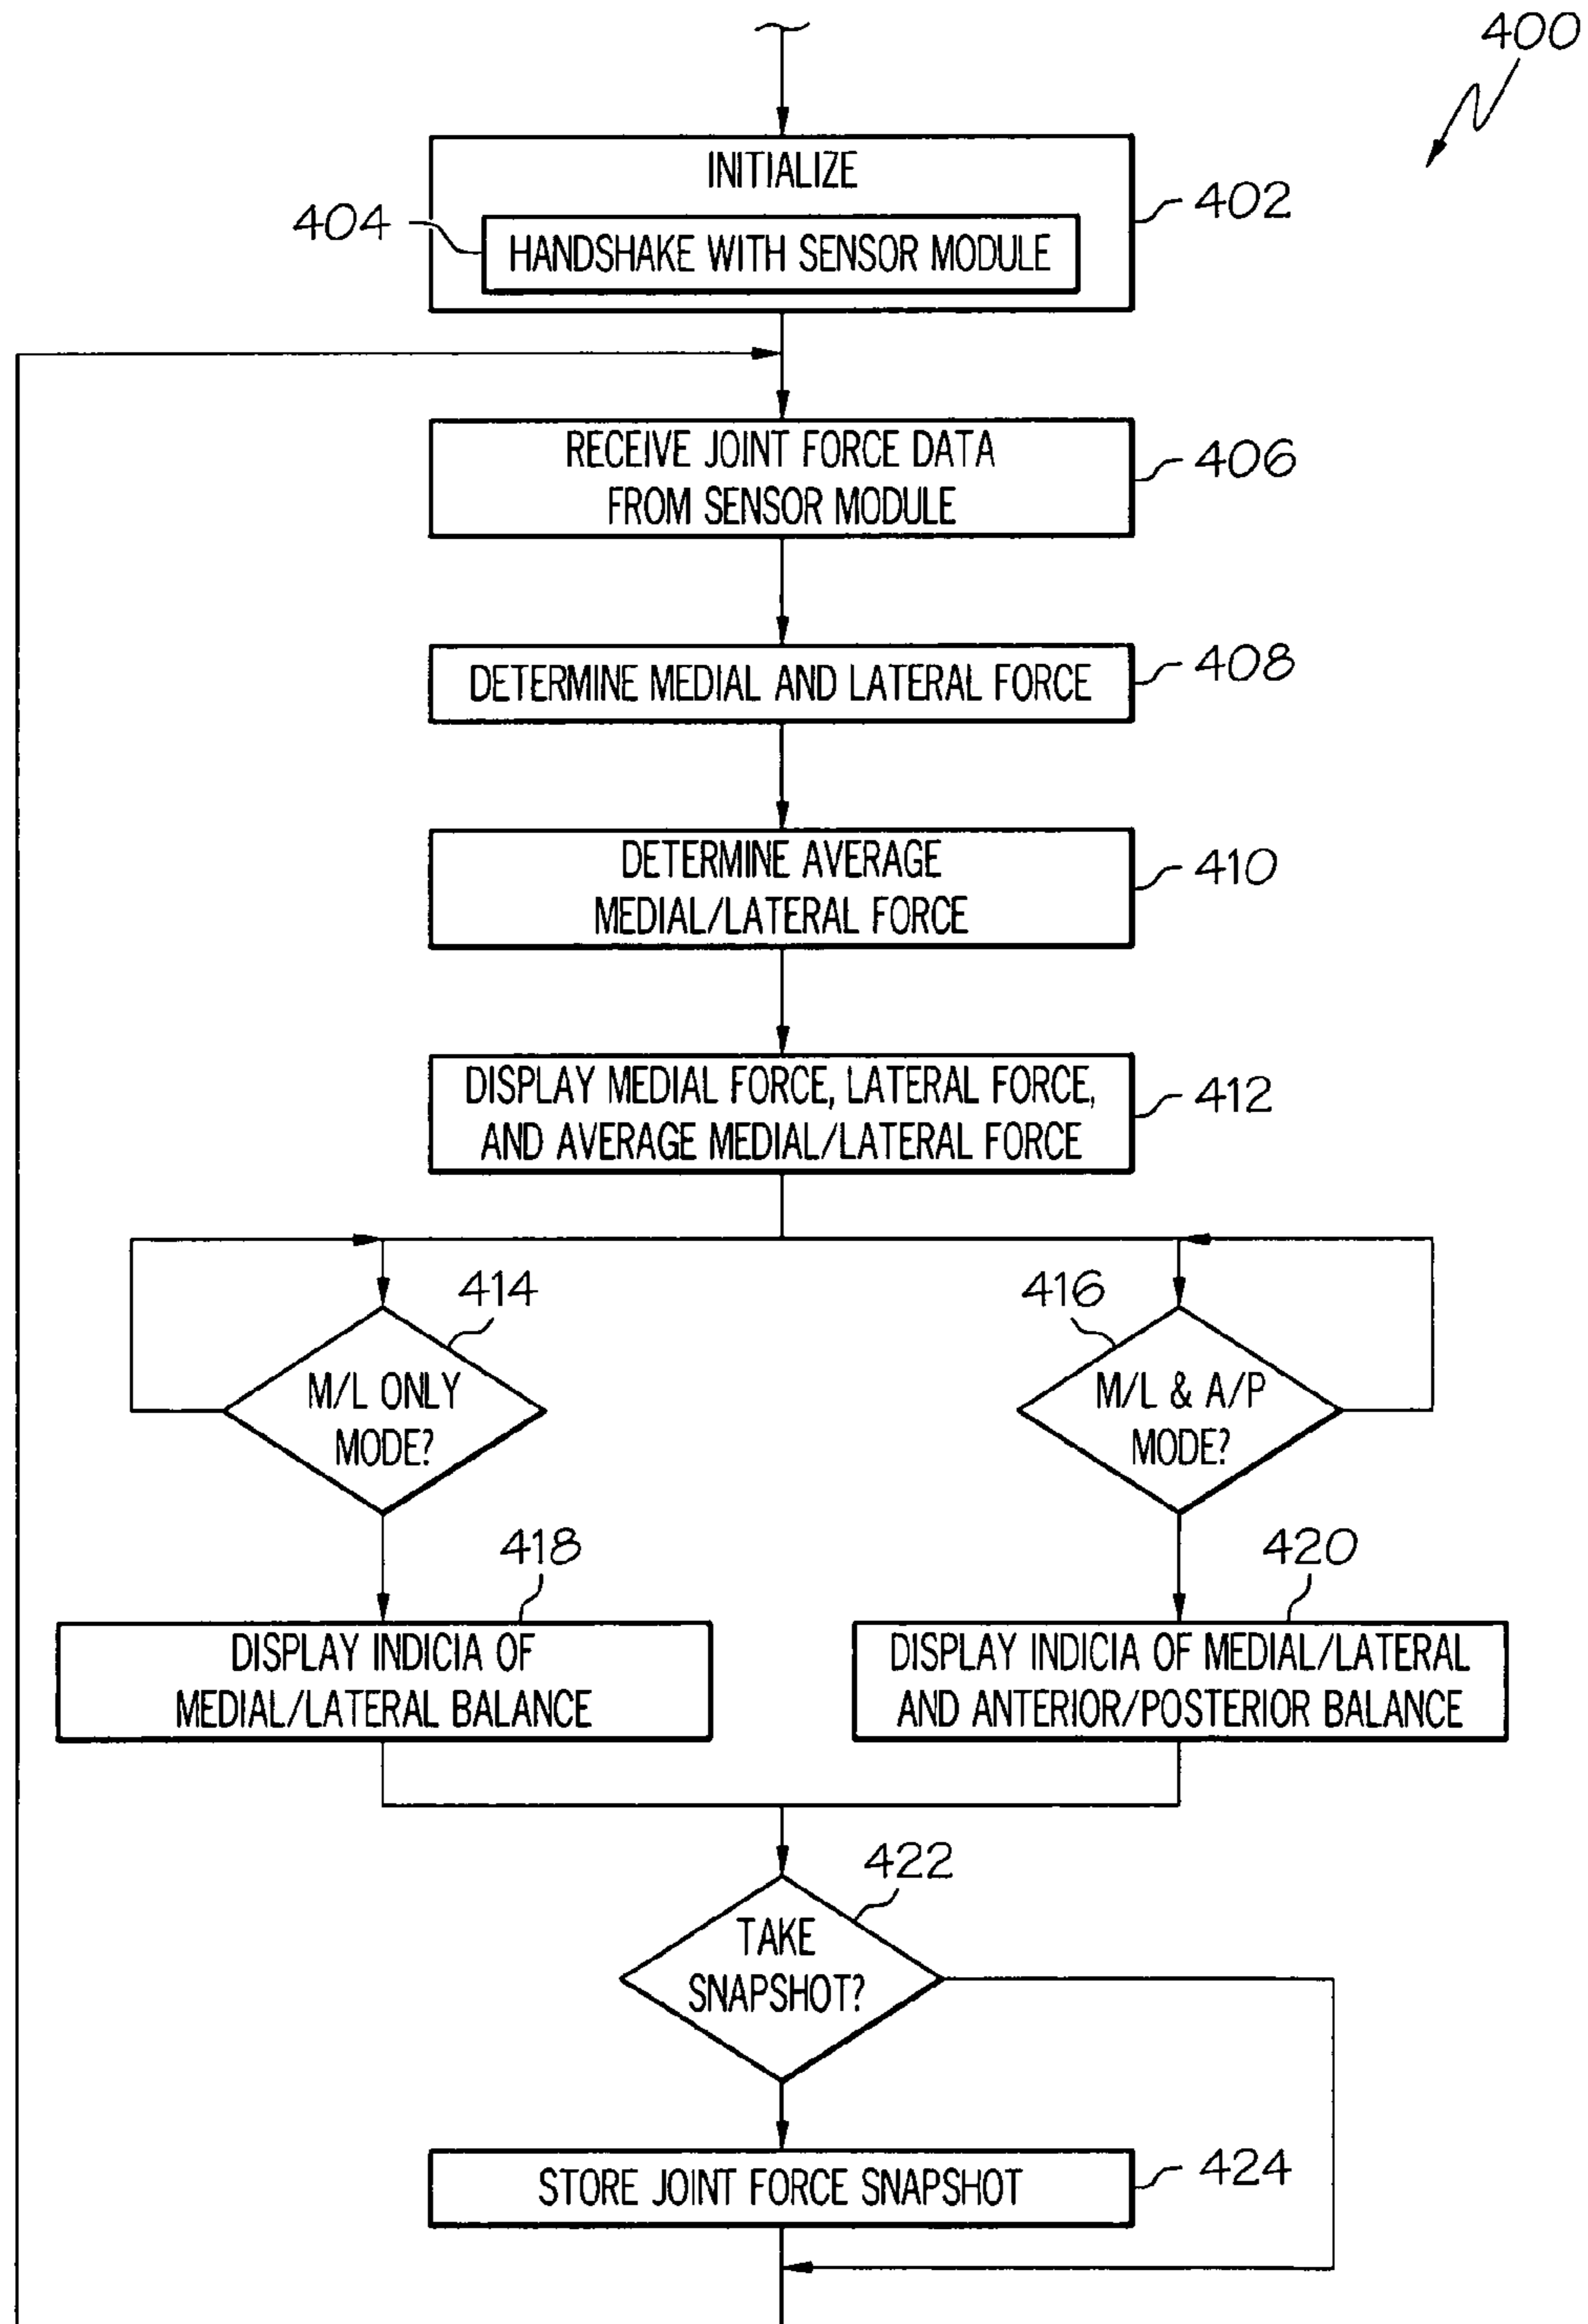 400
INITIALIZE
402
404
HANDSHAKE WITH SENSOR MODULE
RECEIVE JOINT FORCE DATA
FROM SENSOR MODULE
406
DETERMINE MEDIAL AND LATERAL FORCE
408
DETERMINE AVERAGE
MEDIAL/LATERAL FORCE
410
DISPLAY MEDIAL FORCE, LATERAL FORCE,
AND AVERAGE MEDIAL/LATERAL FORCE
412
414
M/L ONLY
MODE?
416
M/L & A/P
MODE?
418
DISPLAY INDICIA OF
MEDIAL/LATERAL BALANCE
420
DISPLAY INDICIA OF MEDIAL/LATERAL
AND ANTERIOR/POSTERIOR BALANCE
422
TAKE
SNAPSHOT?
STORE JOINT FORCE SNAPSHOT
424